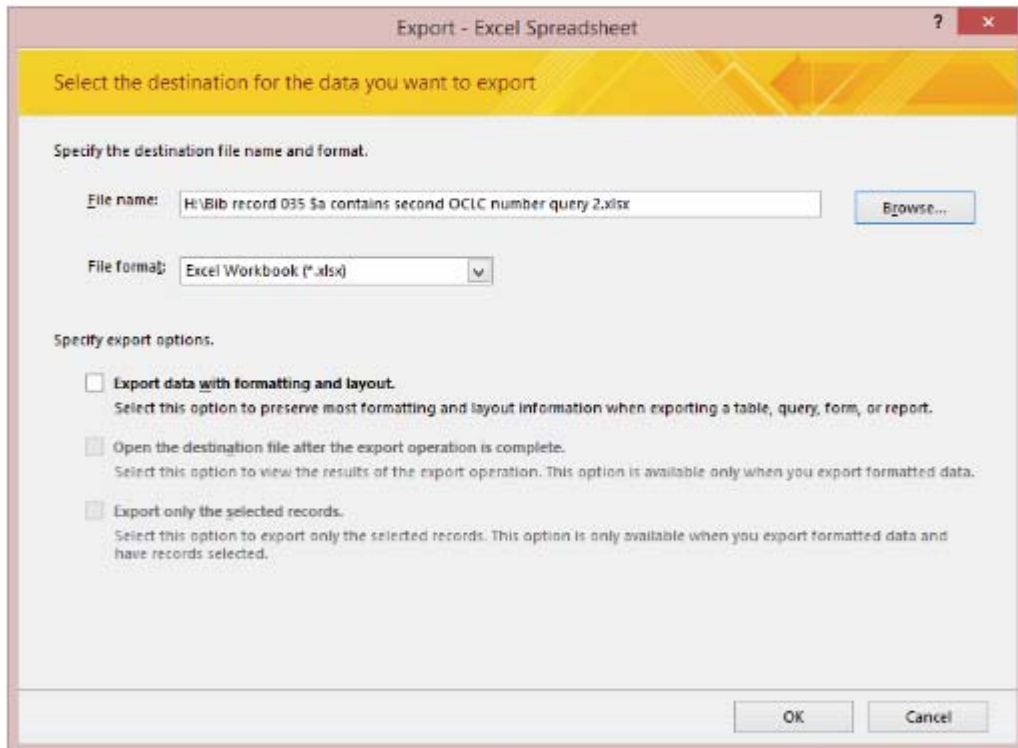 Export - Excel Spreadsheet
?
×
Select the destination for the data you want to export
Specify the destination file name and format.
File name: H:\Bib record 035 $a contains second OCLC number query 2.xlsx Browse...
File format: Excel Workbook (*.xlsx)
Specify export options.
Export data with formatting and layout.
Select this option to preserve most formatting and layout information when exporting a table, query, form, or report.
Open the destination file after the export operation is complete.
Select this option to view the results of the export operation. This option is available only when you export formatted data.
Export only the selected records.
Select this option to export only the selected records. This option is only available when you export formatted data and
have records selected.
OK Cancel